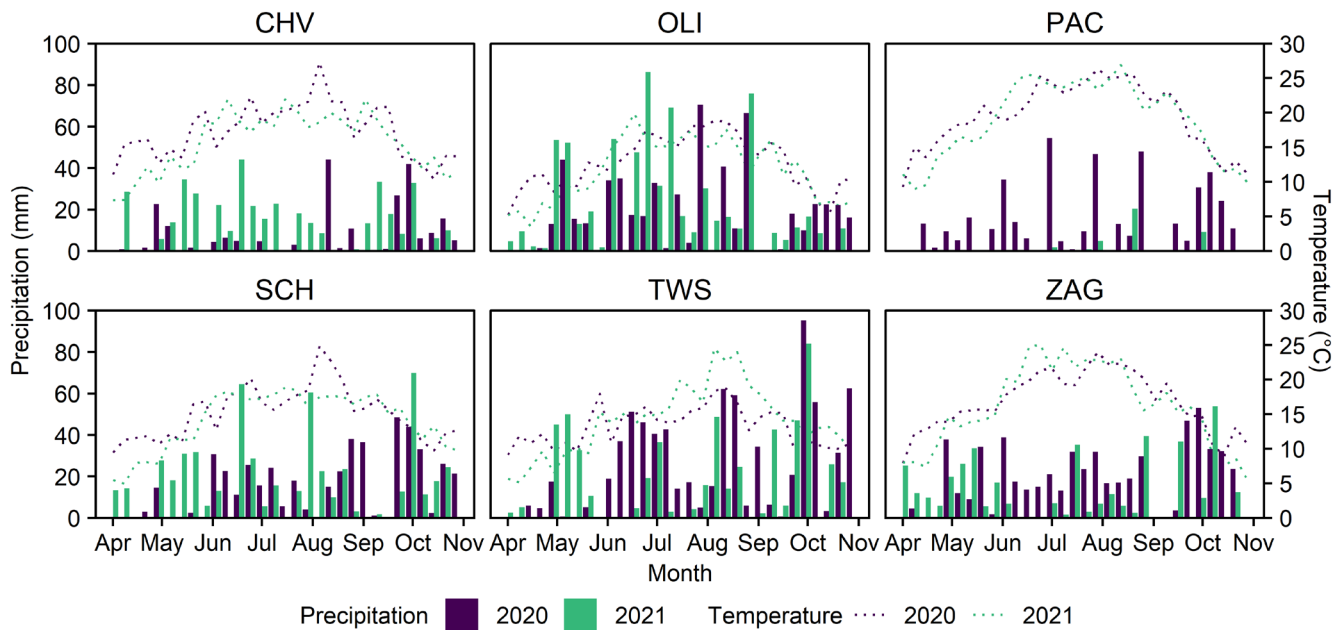 CHV OLI PAC
100 30
80 25
60 20
40 15
20 10
0 5
0
SCH TWS ZAG
100 30
80 25
60 20
40 15
20 10
0 5
0
Precipitation (mm)
Temperature (°C)
Apr May Jun Jul Aug Sep Oct Nov Apr May Jun Jul Aug Sep Oct Nov Apr May Jun Jul Aug Sep Oct Nov
Month
Precipitation 2020 2021 Temperature 2020 2021